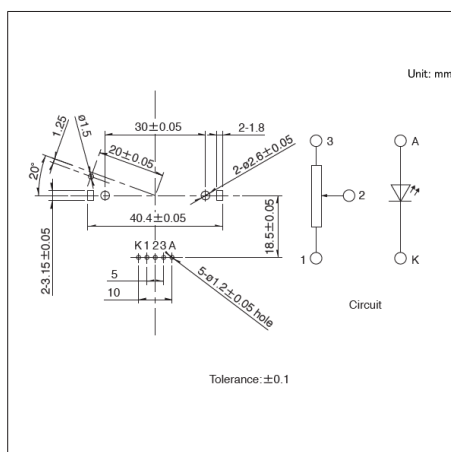 Unit: mm
30±0.05
2-1.8
ø1.5
1.25
20±0.05
2-ø2.6±0.05
20°
3
A
2
40.4±0.05
18.5±0.05
2-3.15±0.05
K 1 2 3 A
5
10
5-ø1.2±0.05 hole
1
K
Circuit
Tolerance:±0.1